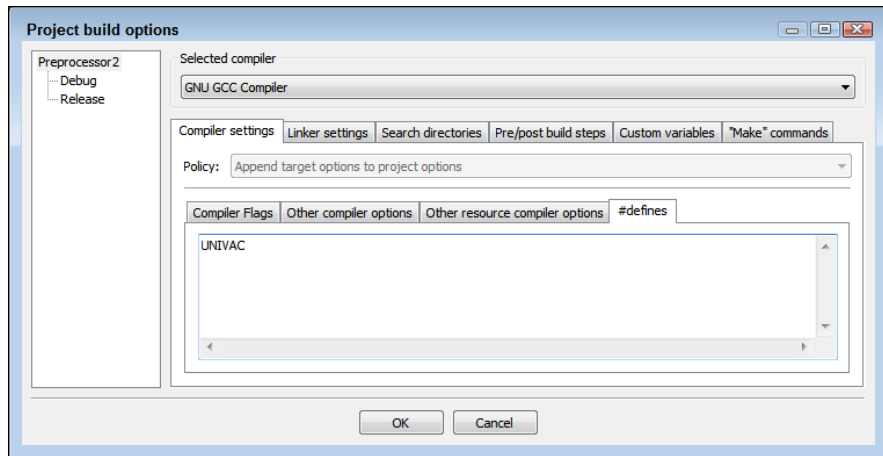 Project build options
Preprocessor2
Debug
Release
Selected compiler
GNU GCC Compiler
Compiler settings Linker settings Search directories Pre/post build steps Custom variables "Make" commands
Policy: Append target options to project options
Compiler Flags Other compiler options Other resource compiler options #defines
UNIVAC
OK Cancel